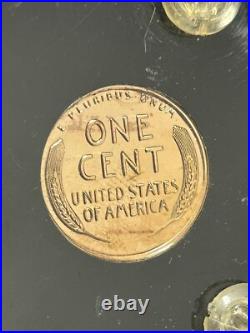 E PLURIBUS UNUM
ONE
CENT
UNITED STATES
OF AMERICA